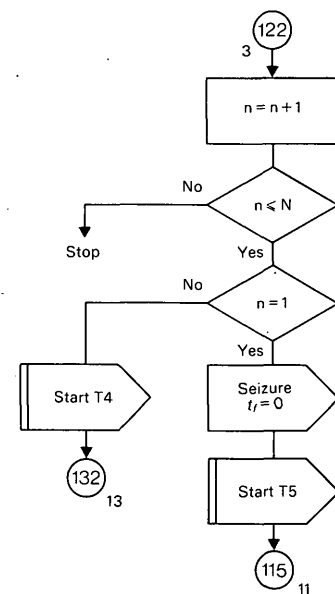 122
3
n = n + 1
No
n ⩽ N
Stop
Yes
No
n = 1
Yes
Start T4
Seizure
t_f = 0
132
13
Start T5
115
11